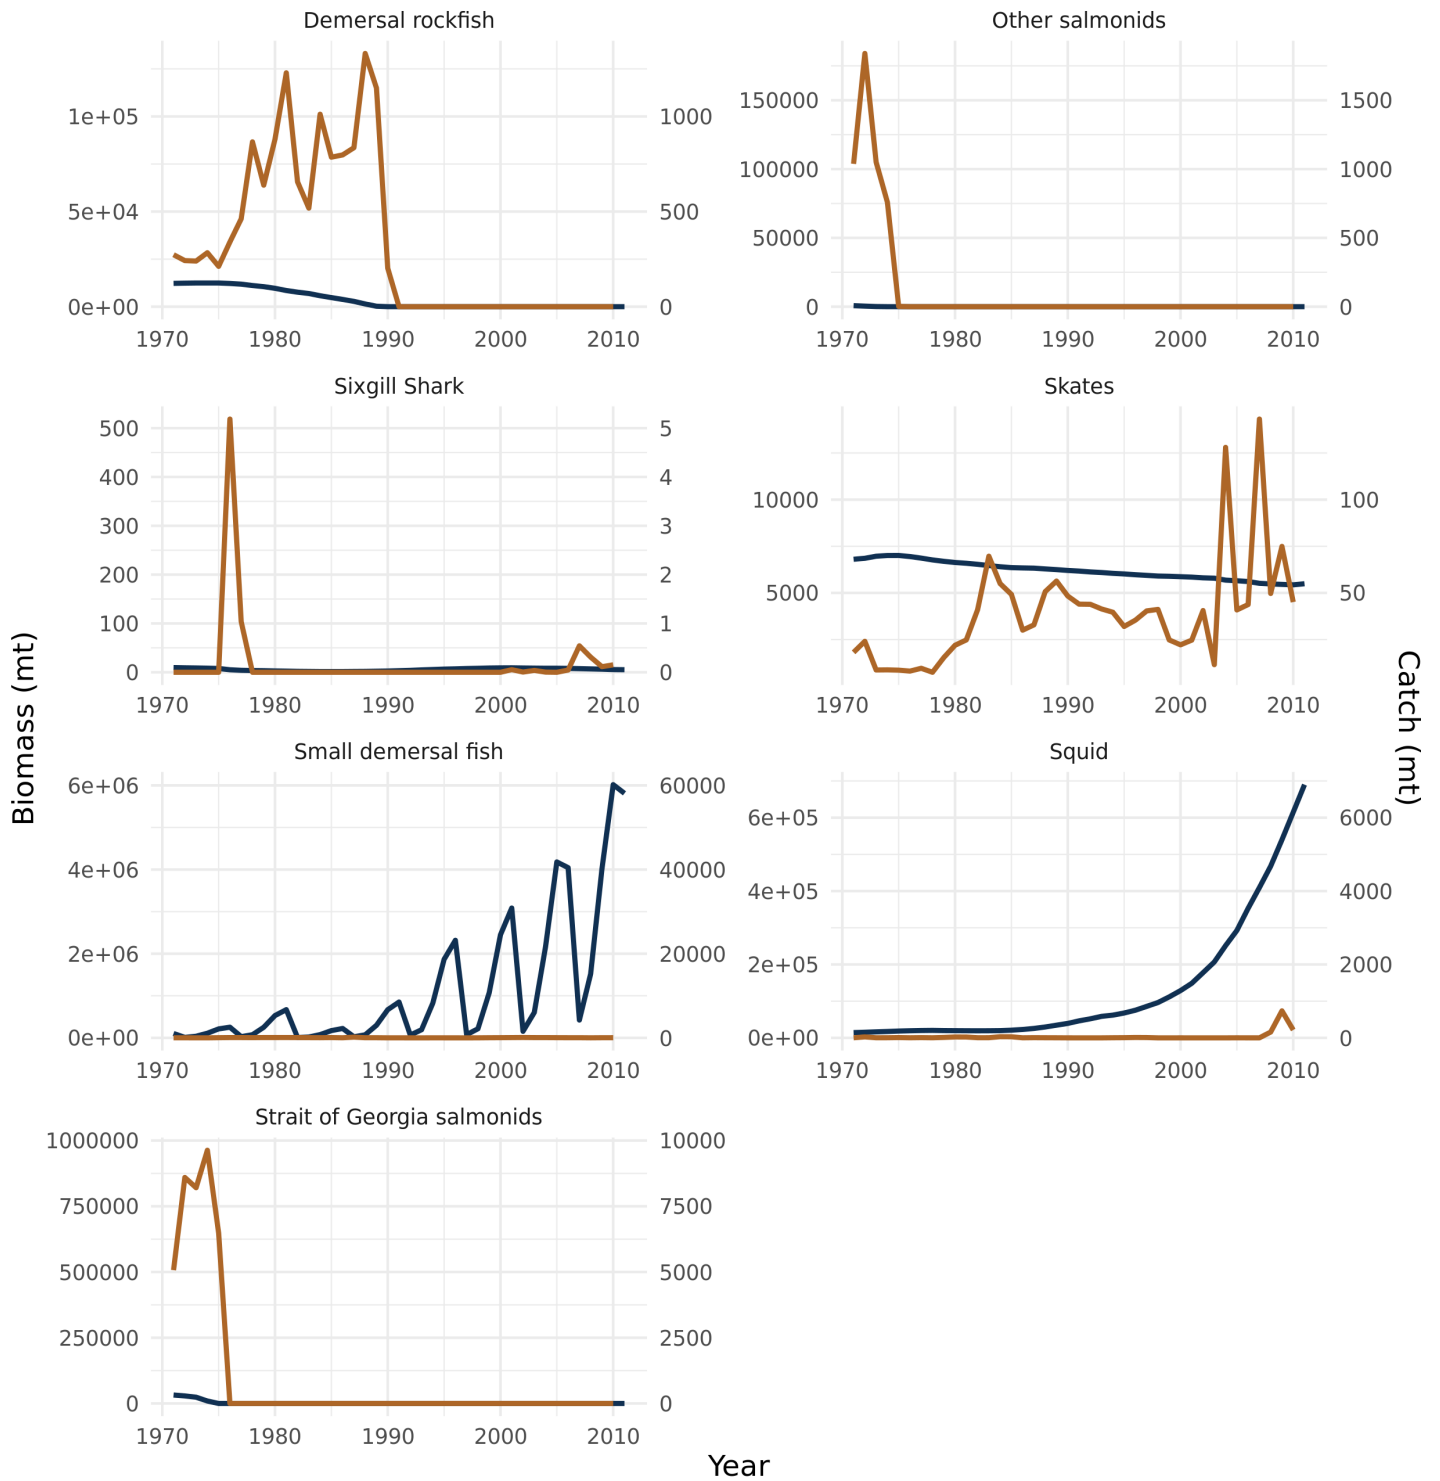 Demersal rockfish
1e+05
5e+04
0e+00
1000
500
0
1970 1980 1990 2000 2010
Other salmonids
150000
100000
50000
0
1500
1000
500
0
1970 1980 1990 2000 2010
Sixgill Shark
500
400
300
200
100
0
5
4
3
2
1
0
1970 1980 1990 2000 2010
Skates
10000
5000
100
50
1970 1980 1990 2000 2010
Small demersal fish
6e+06
4e+06
2e+06
0e+00
60000
40000
20000
0
1970 1980 1990 2000 2010
Squid
6e+05
4e+05
2e+05
0e+00
6000
4000
2000
0
1970 1980 1990 2000 2010
Strait of Georgia salmonids
1000000
750000
500000
250000
0
10000
7500
5000
2500
0
1970 1980 1990 2000 2010
Biomass (mt)
Catch (mt)
Year